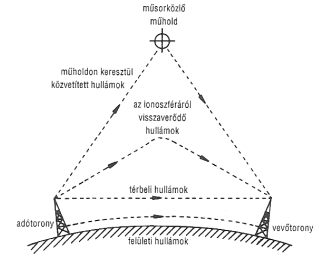 műsorközlő
műhold
műholdon keresztül
közvetített hullámok
az ionoszféráról
visszaverődő
hullámok
térbeli hullámok
adótorony
vevőtorony
felületi hullámok